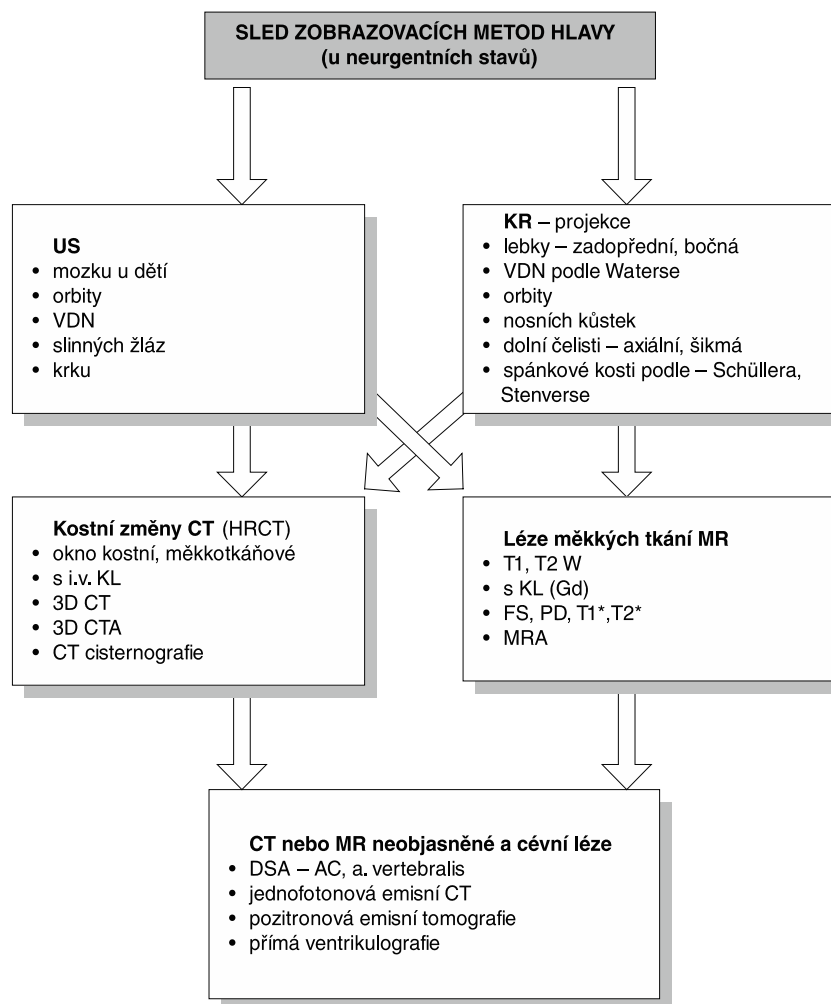 SLED ZOBRAZOVACÍCH METOD HLAVY
(u neurgentních stavů)
US
• mozku u dětí
• orbity
• VDN
• slinných žláz
• krku
KR – projekce
• lebky – zadopřední, bočná
• VDN podle Waterse
• orbity
• nosních kůstek
• dolní čelisti – axiální, šikmá
• spánkové kosti podle – Schüllera,
Stenverse
Kostní změny CT (HRCT)
• okno kostní, měkkotkáňové
• s i.v. KL
• 3D CT
• 3D CTA
• CT cisternografie
Léze měkkých tkání MR
• T1, T2 W
• s KL (Gd)
• FS, PD, T1*,T2*
• MRA
CT nebo MR neobjasněné a cévní léze
• DSA – AC, a. vertebralis
• jednofotonová emisní CT
• pozitronová emisní tomografie
• přímá ventrikulografie